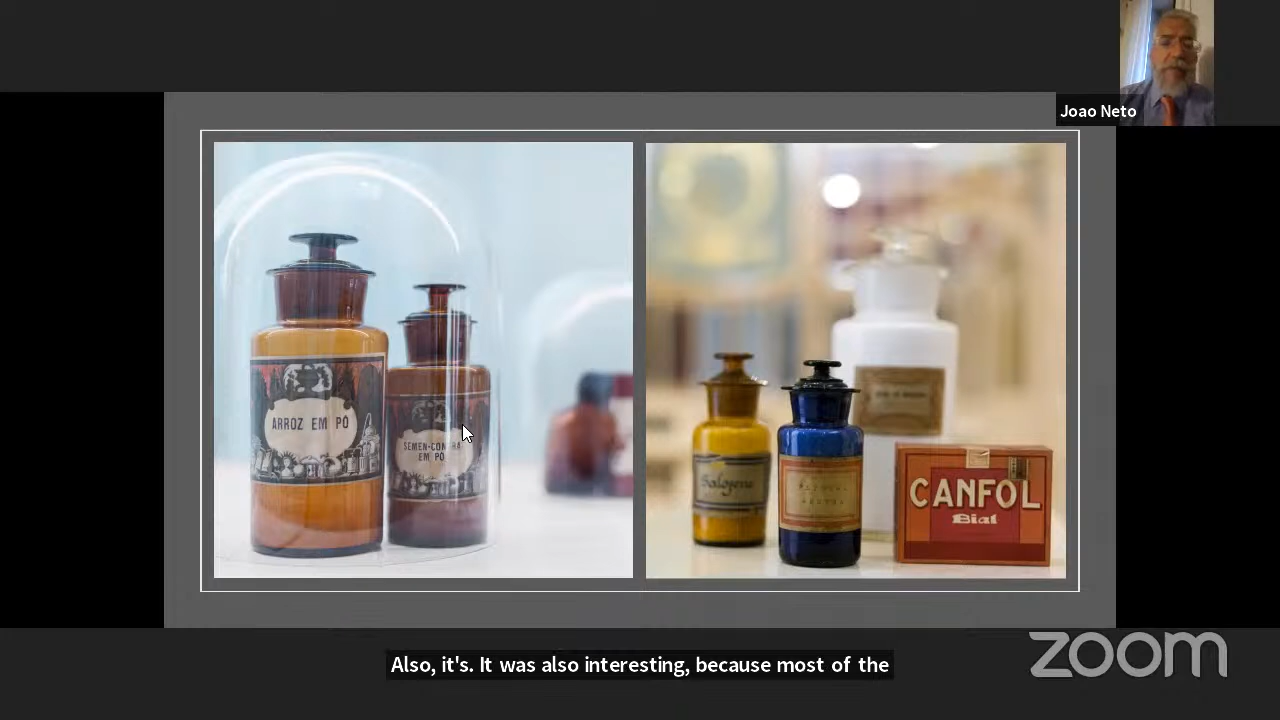 Joao Neto
ARROZ EM PÓ
SEMEN-CONTRA
EM PÓ
Salogeno
CANFOL
Bial
Also, it's. It was also interesting, because most of the
zoom